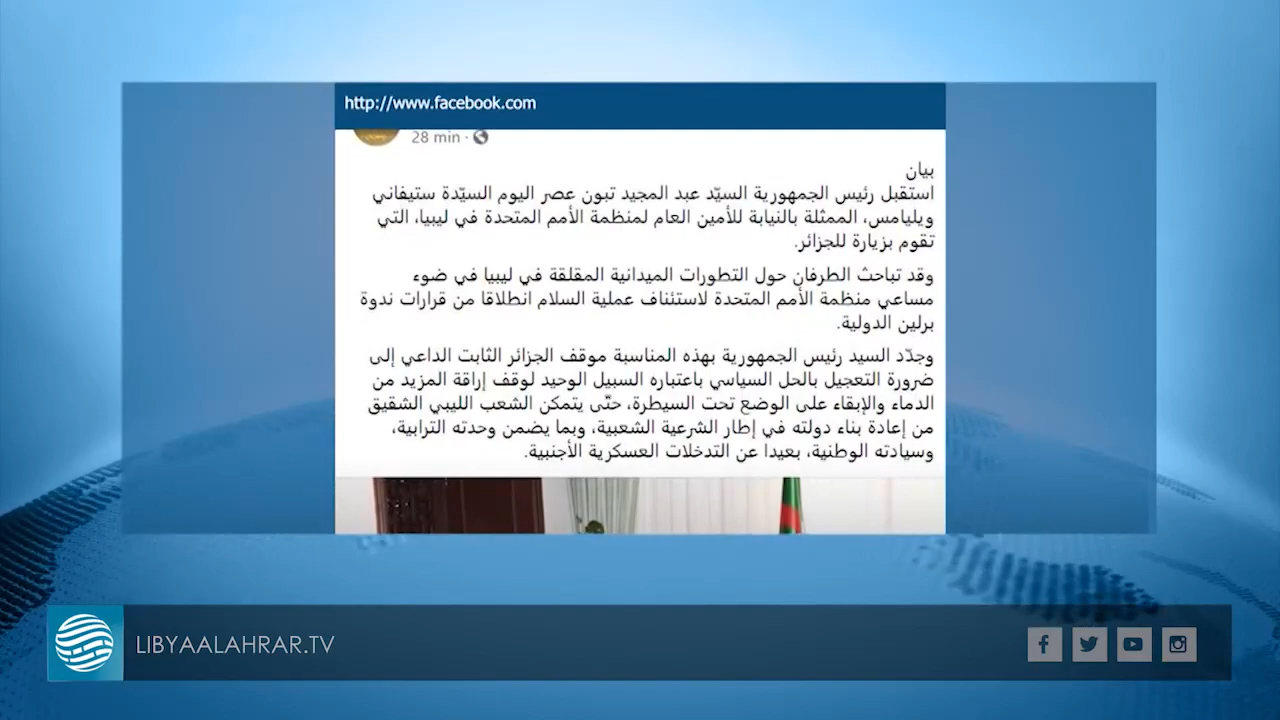 http://www.facebook.com
28 min ·
بيان
استقبل رئيس الجمهورية السيّد عبد المجيد تبون عصر اليوم السيّدة ستيفاني
ويليامس، الممثلة بالنيابة للأمين العام لمنظمة الأمم المتحدة في ليبيا، التي
تقوم بزيارة للجزائر.
وقد تباحث الطرفان حول التطورات الميدانية المقلقة في ليبيا في ضوء
مساعي منظمة الأمم المتحدة لاستئناف عملية السلام انطلاقا من قرارات ندوة
برلين الدولية.
وجدّد السيد رئيس الجمهورية بهذه المناسبة موقف الجزائر الثابت الداعي إلى
ضرورة التعجيل بالحل السياسي باعتباره السبيل الوحيد لوقف إراقة المزيد من
الدماء والإبقاء على الوضع تحت السيطرة، حتّى يتمكن الشعب الليبي الشقيق
من إعادة بناء دولته في إطار الشرعية الشعبية، وبما يضمن وحدته الترابية،
وسيادته الوطنية، بعيدا عن التدخلات العسكرية الأجنبية.
LIBYAALAHRAR.TV